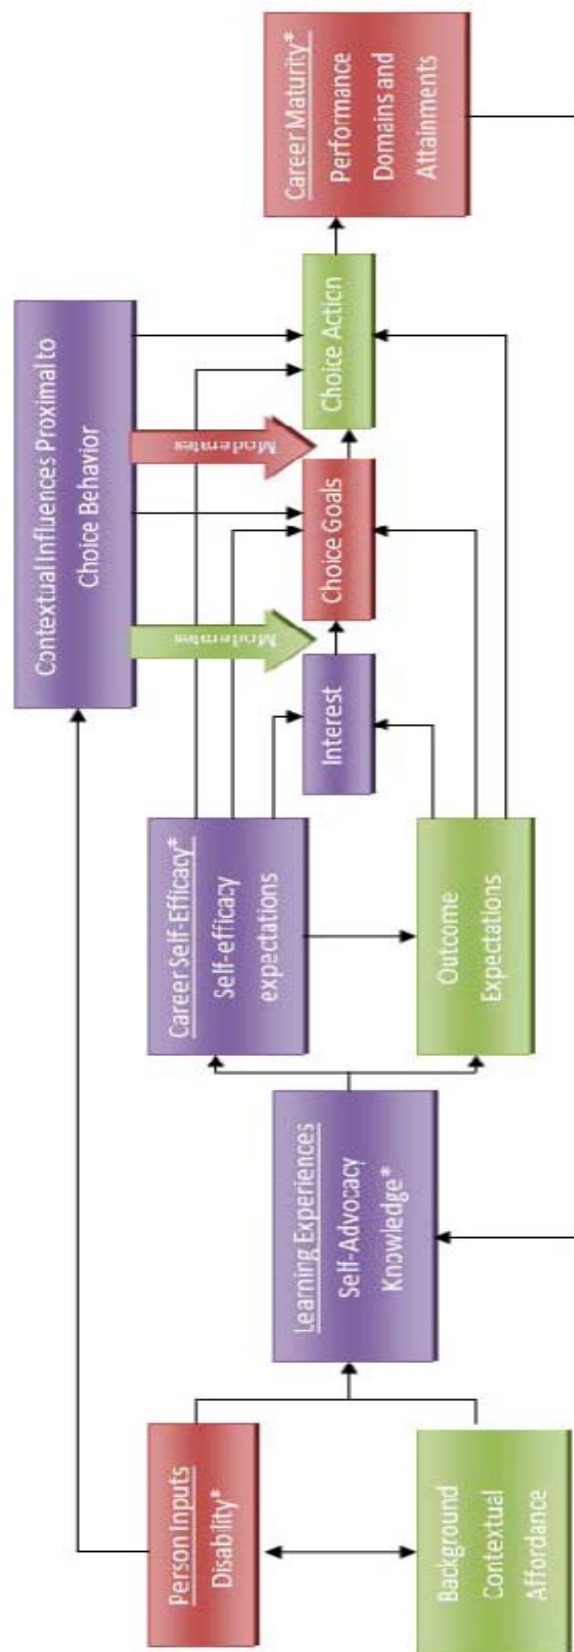 Person Inputs
Disability*
Background
Contextual
Affordance
Learning Experiences
Self-Advocacy
Knowledge*
Career Self-Efficacy*
Self-efficacy
expectations
Outcome
Expectations
Contextual Influences Proximal to
Choice Behavior
Moderates
Moderates
Interest
Choice Goals
Choice Action
Career Maturity*
Performance
Domains and
Attainments